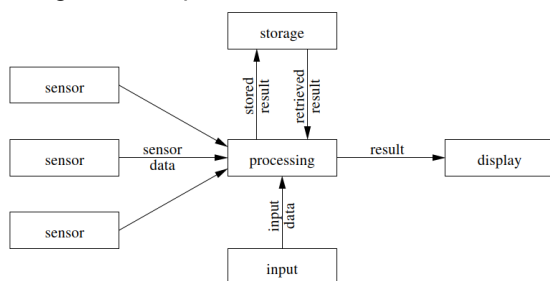 storage
sensor
stored
result
retrieved
result
sensor
sensor
data
processing
result
display
sensor
input
data
input